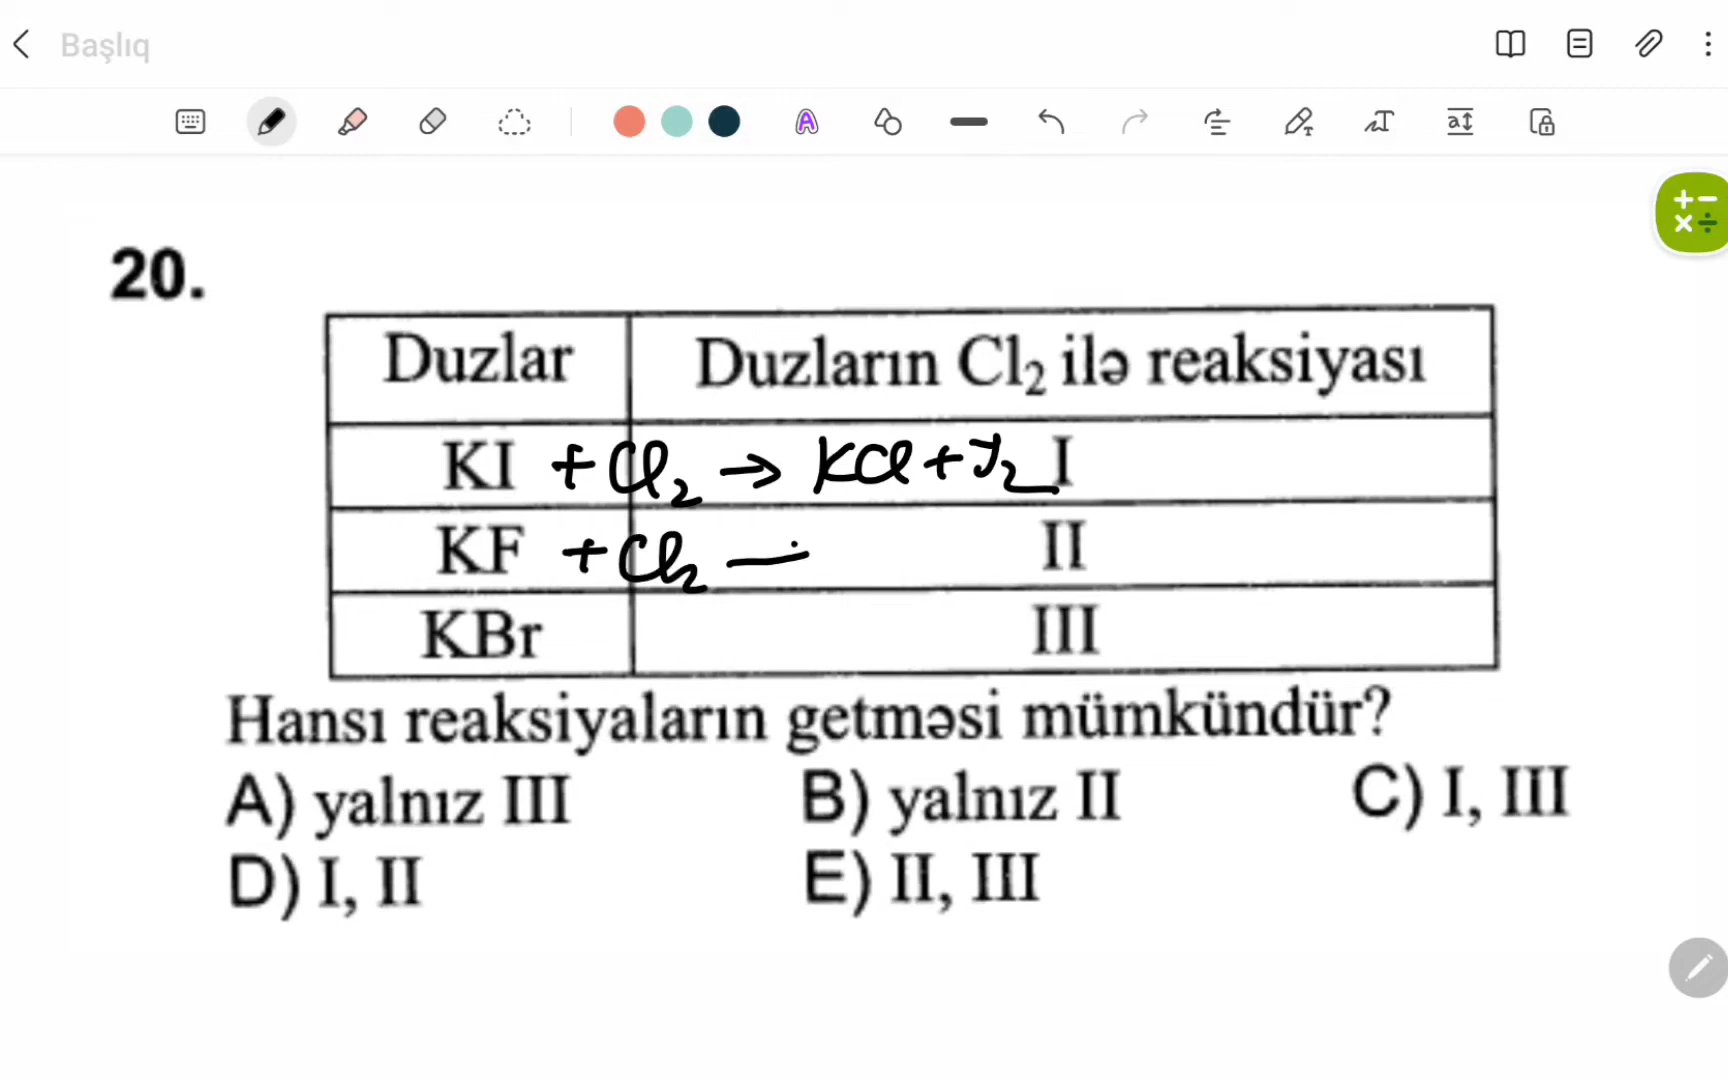 Başlıq
20.
Duzlar Duzların Cl₂ ilə reaksiyası
KI + Cl₂ → KCl + J₂ I
KF + Cl₂ — II
KBr III
Hansı reaksiyaların getməsi mümkündür?
A) yalnız III B) yalnız II C) I, III
D) I, II E) II, III